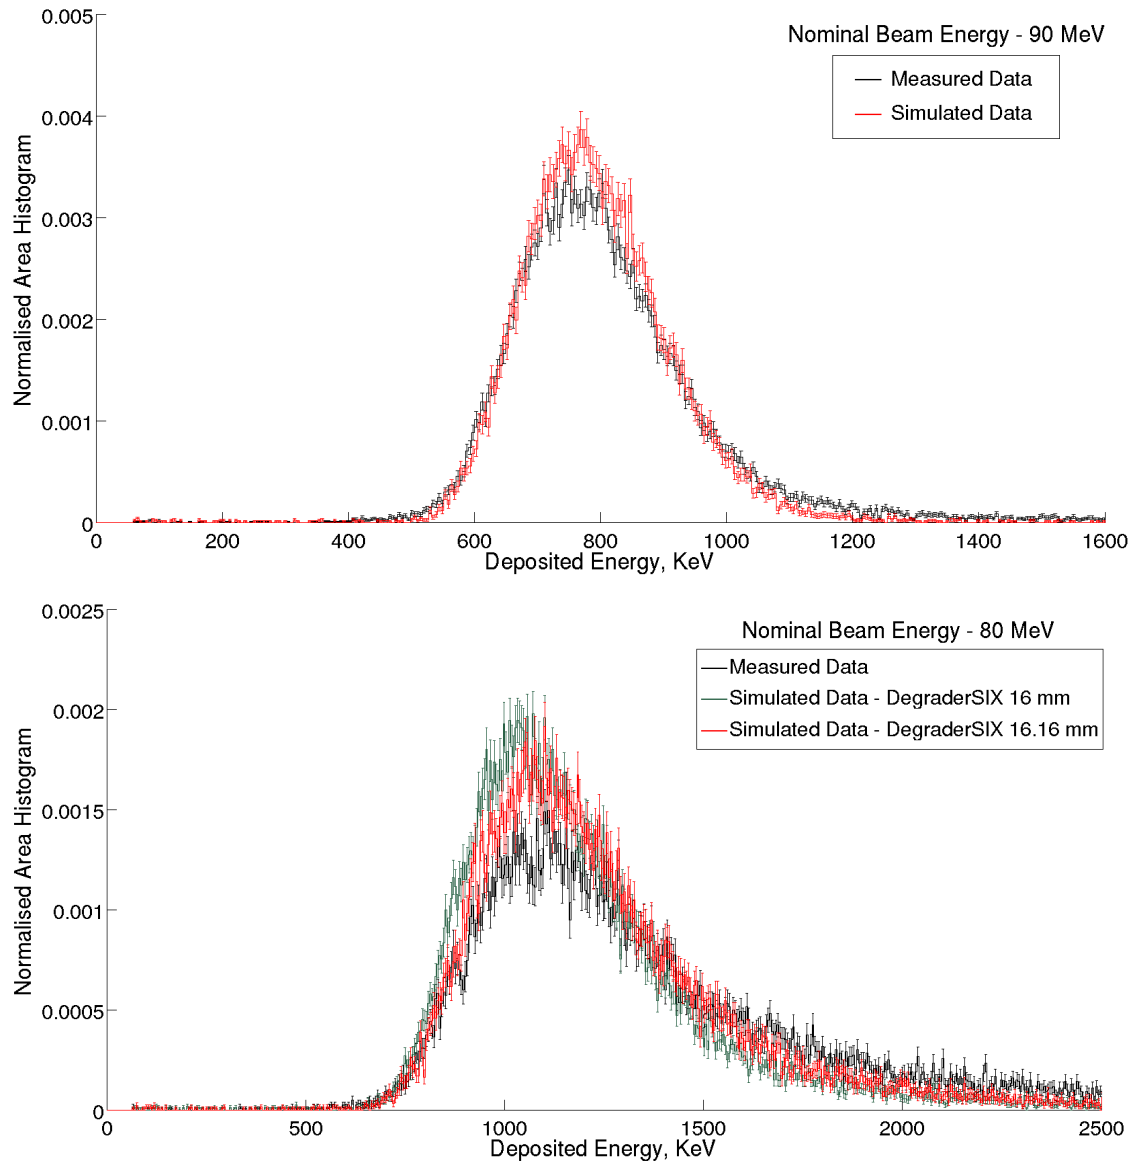 0.005
Nominal Beam Energy - 90 MeV
Measured Data
Simulated Data
0.004
0.003
0.002
0.001
0
Normalised Area Histogram
0 200 400 600 800 1000 1200 1400 1600
Deposited Energy, KeV
0.0025
Nominal Beam Energy - 80 MeV
Measured Data
Simulated Data - DegraderSIX 16 mm
Simulated Data - DegraderSIX 16.16 mm
0.002
0.0015
0.001
0.0005
0
Normalised Area Histogram
0 500 1000 1500 2000 2500
Deposited Energy, KeV